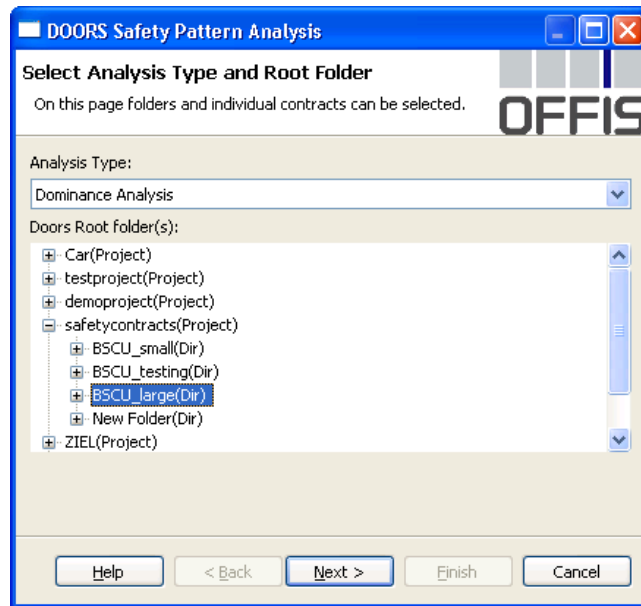 DOORS Safety Pattern Analysis
Select Analysis Type and Root Folder
On this page folders and individual contracts can be selected.
OFFIS
Analysis Type:
Dominance Analysis
Doors Root folder(s):
Car(Project)
testproject(Project)
demoproject(Project)
safetycontracts(Project)
BSCU_small(Dir)
BSCU_testing(Dir)
BSCU_large(Dir)
New Folder(Dir)
ZIEL(Project)
Help
< Back
Next >
Finish
Cancel